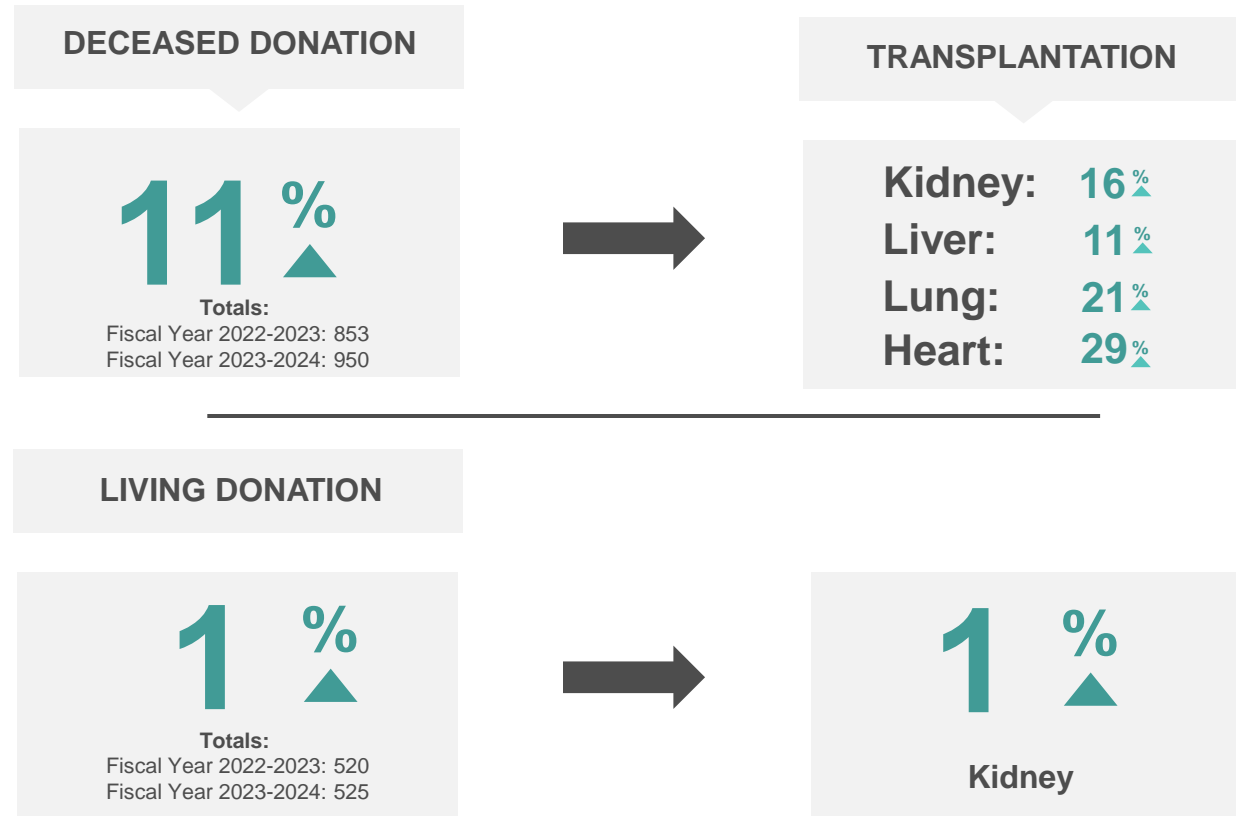 DECEASED DONATION
11 %
Totals:
Fiscal Year 2022-2023: 853
Fiscal Year 2023-2024: 950
TRANSPLANTATION
Kidney: 16 %
Liver: 11 %
Lung: 21 %
Heart: 29 %
LIVING DONATION
1 %
Totals:
Fiscal Year 2022-2023: 520
Fiscal Year 2023-2024: 525
1 %
Kidney